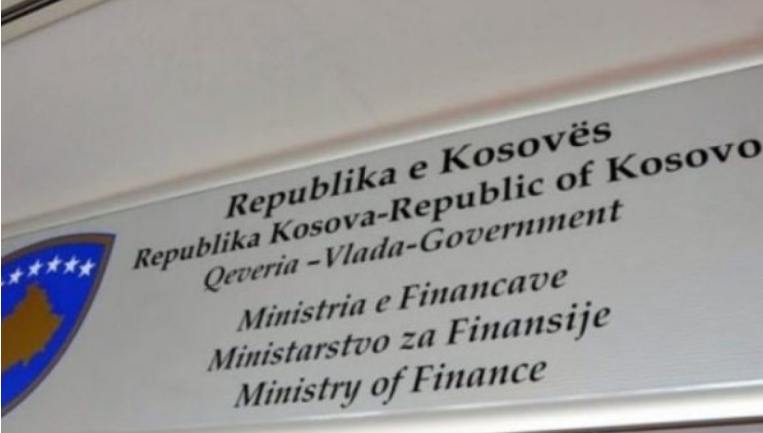 Republika e Kosovës
Republika Kosova-Republic of Kosovo
Qeveria –Vlada-Government
Ministria e Financave
Ministarstvo za Finansije
Ministry of Finance